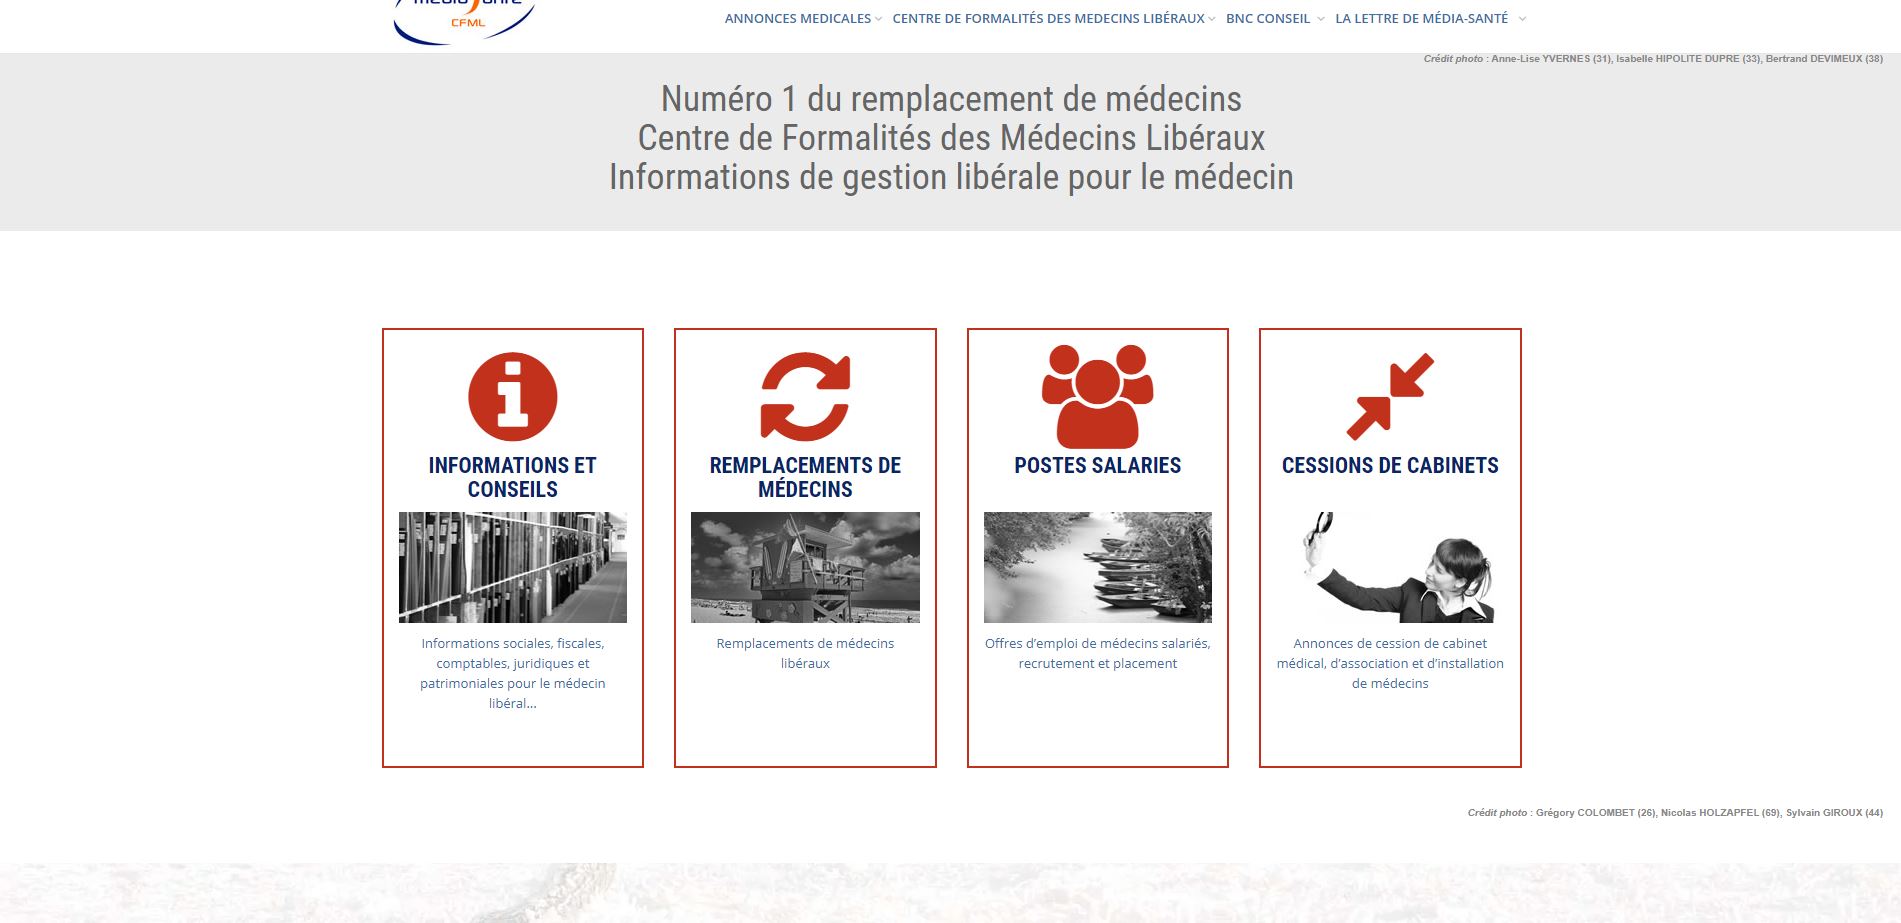 CFML
ANNONCES MEDICALES CENTRE DE FORMALITÉS DES MEDECINS LIBÉRAUX BNC CONSEIL LA LETTRE DE MÉDIA-SANTÉ
Crédit photo : Anne-Lise YVERNES (31), Isabelle HIPOLITE DUPRE (33), Bertrand DEVIMEUX (38)
Numéro 1 du remplacement de médecins
Centre de Formalités des Médecins Libéraux
Informations de gestion libérale pour le médecin
INFORMATIONS ET
CONSEILS
Informations sociales, fiscales,
comptables, juridiques et
patrimoniales pour le médecin
libéral...
REMPLACEMENTS DE
MÉDECINS
Remplacements de médecins
libéraux
POSTES SALARIES
Offres d'emploi de médecins salariés,
recrutement et placement
CESSIONS DE CABINETS
Annonces de cession de cabinet
médical, d'association et d'installation
de médecins
Crédit photo : Grégory COLOMBET (26), Nicolas HOLZAPFEL (69), Sylvain GIROUX (44)